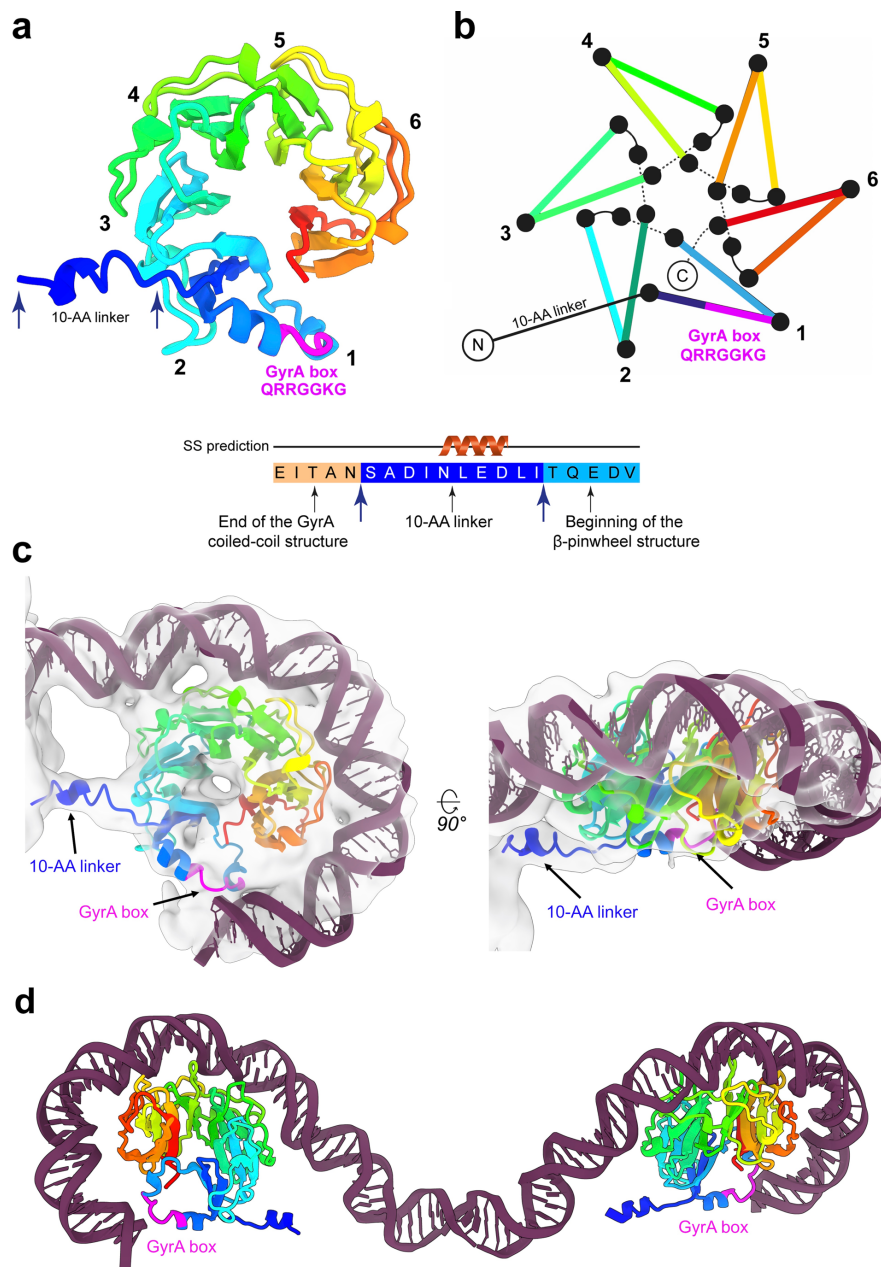 a
5
4
6
3
10-AA linker
2
1
GyrA box
QRRGGKG
b
4
5
6
3
C
10-AA linker
N
1
GyrA box
QRRGGKG
2
SS prediction
E I T A N S A D I N L E D L I T Q E D V
End of the GyrA
coiled-coil structure
10-AA linker
Beginning of the
β-pinwheel structure
c
10-AA linker
GyrA box
90°
10-AA linker
GyrA box
d
GyrA box
GyrA box